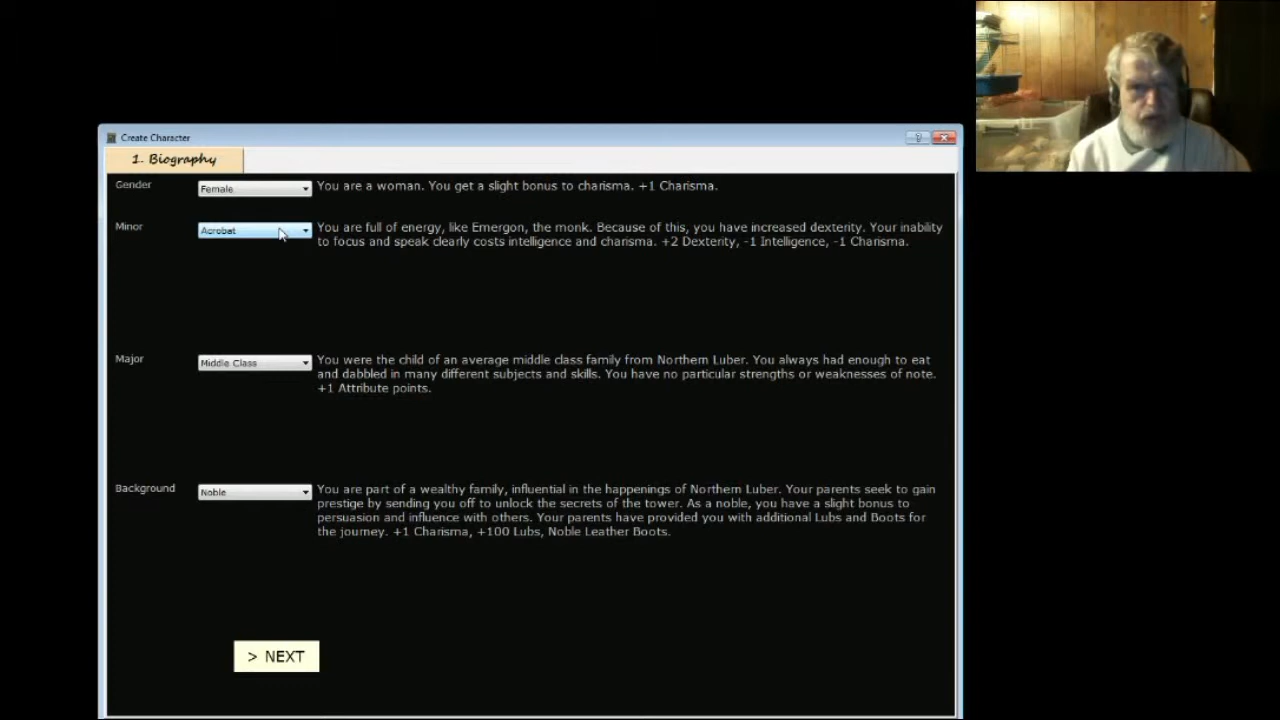 Create Character
1. Biography
Gender
Female
You are a woman. You get a slight bonus to charisma. +1 Charisma.
Minor
Acrobat
You are full of energy, like Emergon, the monk. Because of this, you have increased dexterity. Your inability
to focus and speak clearly costs intelligence and charisma. +2 Dexterity, -1 Intelligence, -1 Charisma.
Major
Middle Class
You were the child of an average middle class family from Northern Luber. You always had enough to eat
and dabbled in many different subjects and skills. You have no particular strengths or weaknesses of note.
+1 Attribute points.
Background
Noble
You are part of a wealthy family, influential in the happenings of Northern Luber. Your parents seek to gain
prestige by sending you off to unlock the secrets of the tower. As a noble, you have a slight bonus to
persuasion and influence with others. Your parents have provided you with additional Lubs and Boots for
the journey. +1 Charisma, +100 Lubs, Noble Leather Boots.
> NEXT